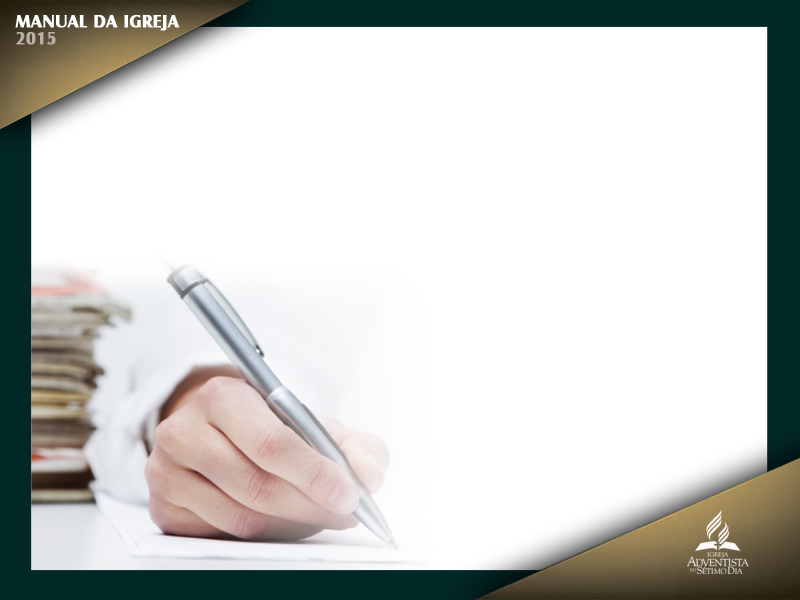 MANUAL DA IGREJA
2015
IGREJA
ADVENTISTA
DO SÉTIMO DIA